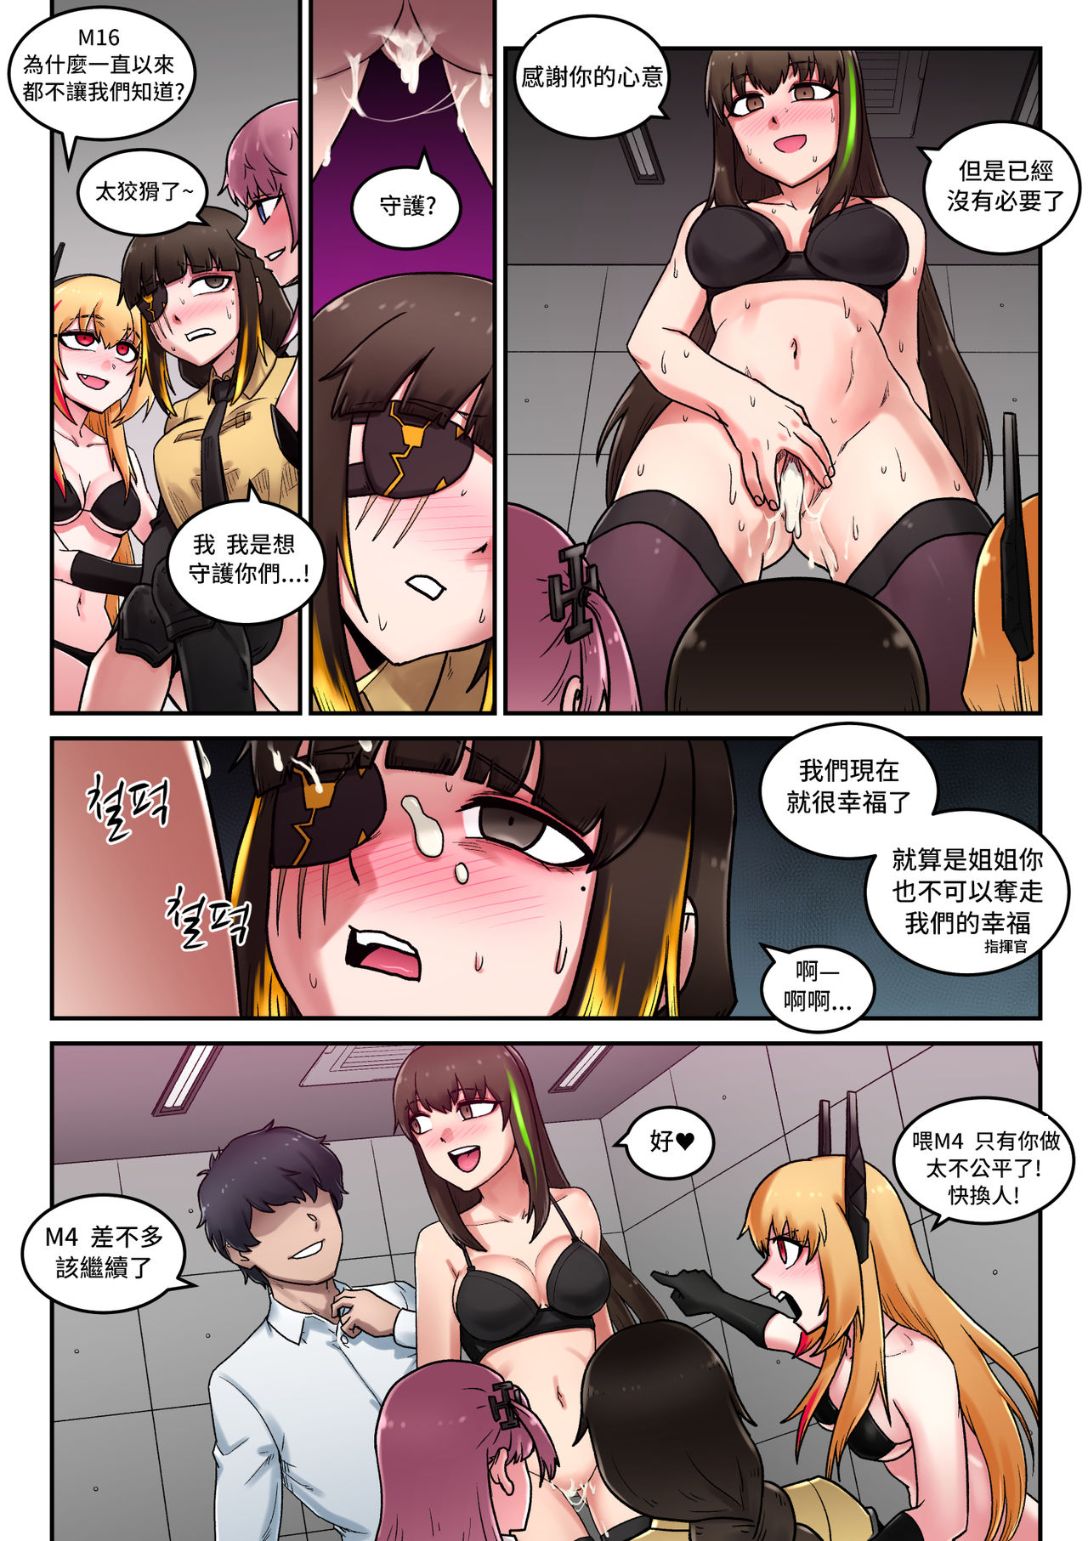 M16
為什麼一直以來
都不讓我們知道?
太狡猾了~
我 我是想
守護你們...!
守護?
感謝你的心意
但是已經
沒有必要了
我們現在
就很幸福了
就算是姐姐你
也不可以奪走
我們的幸福
指揮官
啊—
啊啊...
철퍽
철퍽
M4 差不多
該繼續了
好♥
喂M4 只有你做
太不公平了!
快換人!